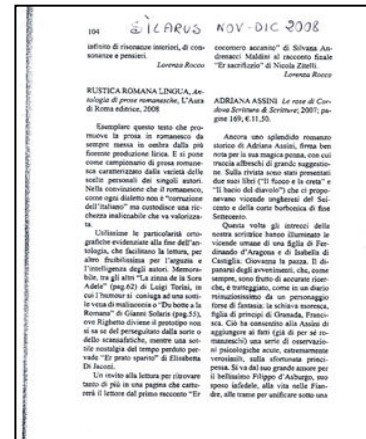 104
SÌLARUS NOV-DIC 2008
infinito di risonanze interiori, di con-
sonanze e pensieri.
Lorenza Rocco
RUSTICA ROMANA LINGUA, An-
tologia di prose romanesche, L'Aura
di Roma editrice, 2008
Esemplare questo testo che pro-
muove la prosa in romanesco da
sempre messa in ombra dalla più
fiorente produzione lirica. E si pone
come campionario di prosa romane-
sca caratterizzato dalla varietà delle
scelte personali dei singoli autori.
Nella convinzione che il romanesco,
come ogni dialetto non è "corruzione
dell'italiano" ma custodisce una ric-
chezza inalienabile che va valorizza-
ta.
Utilissime le particolarità orto-
grafiche evidenziate alla fine dell'an-
tologia, che facilitano la lettura, per
altro fruibilissima per l'arguzia e
l'intelligenza degli autori. Memora-
bile, tra gli altri "La zinna de la Sora
Adele" (pag.62) di Luigi Torini, in
cui l'humor si coniuga ad una sotti-
le vena di malizia con "Du botte a la
Romana" di Gianni Solaris (pag.55),
ove Righetto diviene il prototipo non
si sa se del perseguitato dalla sorte o
dello scansafatiche, mentre una sot-
tile nostalgia del tempo perduto per-
vade "Er prato sparito" di Elisabetta
Di Iaconi.
Un invito alla lettura per ritrovare
tanto di più in una pagina che cattu-
rerà il lettore dal primo racconto "Er
cocomero accanito" di Silvana An-
drenacci Maldini al racconto finale
"Er sacrifizio" di Nicola Zitelli.
Lorenza Rocco
ADRIANA ASSINI, Le rose di Cor-
dova Scrittura & Scritture, 2007; pa-
gine 169; €.11,50.
Ancora uno splendido romanzo
storico di Adriana Assini, firma ben
nota per la sua magica penna, con cui
traccia affreschi di grande suggestio-
ne. Sulla rivista sono stati presentati
due suoi libri ("Il fuoco e la creta" e
"Il bacio del diavolo") che ci propo-
nevano vicende ungheresi del Sei-
cento e della corte borbonica di fine
Settecento.
Questa volta gli intrecci della
nostra scrittrice hanno illuminato le
vicende umane di una figlia di Fer-
dinando d'Aragona e di Isabella di
Castiglia: Giovanna la pazza. Il di-
panarsi degli avvenimenti, che, come
sempre, sono frutto di accurate ricer-
che, è tratteggiato, come in un diario
minuziosissimo da un personaggio
forse di fantasia: la schiava moresca,
figlia di principi di Granada, Franci-
sca. Ciò ha consentito alla Assini di
aggiungere ai fatti (già di per sé ro-
manzeschi) una serie di osservazio-
ni psicologiche acute, estremamente
verosimili, sulla sfortunata princi-
pessa. Si va dal suo grande amore per
il bellissimo Filippo d'Asburgo, suo
sposo infedele, alla vita nelle Fian-
dre, alle trame per unificare sotto una